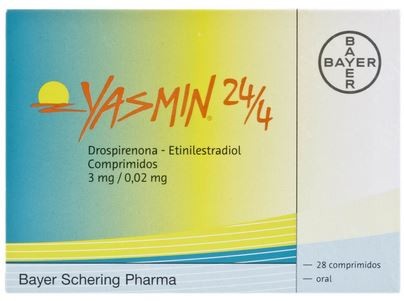 YASMIN® 24/4
BAYER
BAYER
Drospirenona - Etinilestradiol
Comprimidos
3 mg / 0,02 mg
28 comprimidos
oral
Bayer Schering Pharma